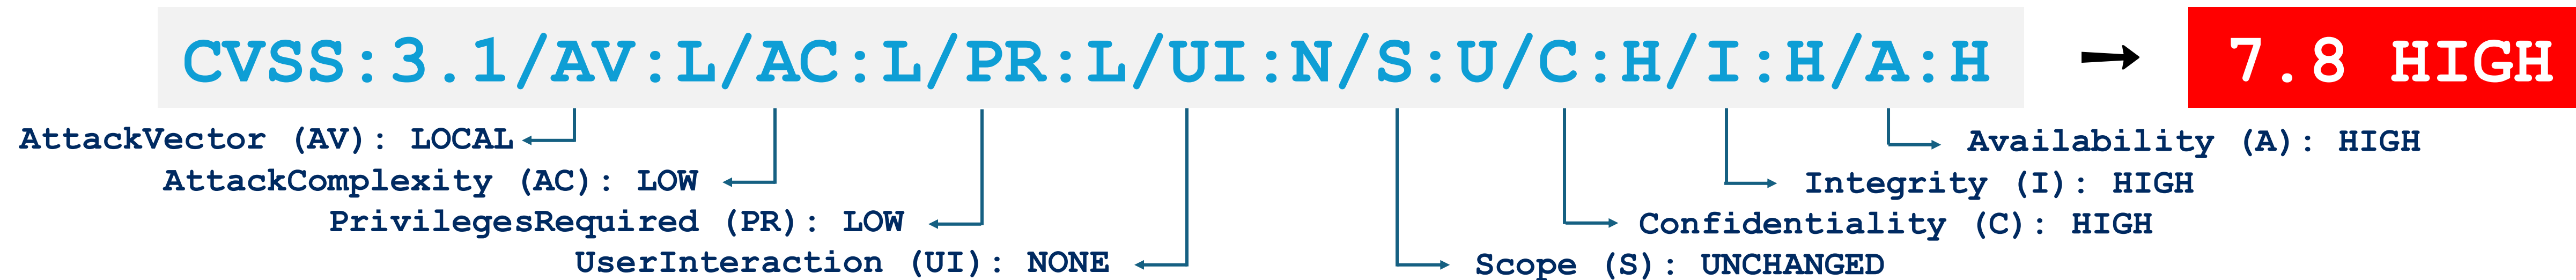 CVSS:3.1/AV:L/AC:L/PR:L/UI:N/S:U/C:H/I:H/A:H
7.8 HIGH
AttackVector (AV): LOCAL
AttackComplexity (AC): LOW
PrivilegesRequired (PR): LOW
UserInteraction (UI): NONE
Availability (A): HIGH
Integrity (I): HIGH
Confidentiality (C): HIGH
Scope (S): UNCHANGED